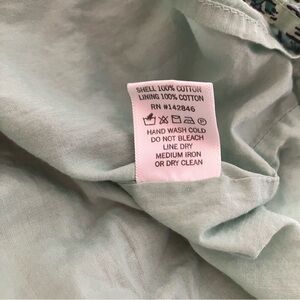 SHELL 100% COTTON
LINING 100% COTTON
RN #142846
HAND WASH COLD
DO NOT BLEACH
LINE DRY
MEDIUM IRON
OR DRY CLEAN